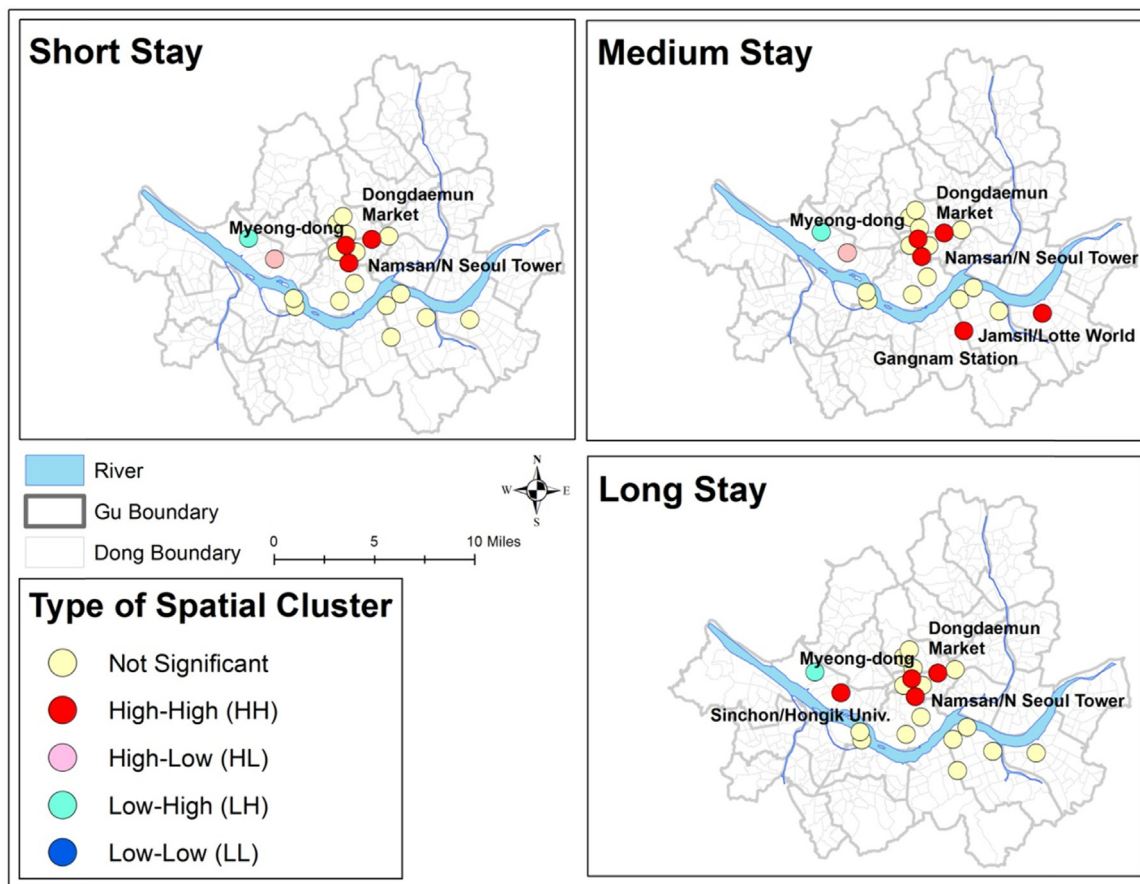 Short Stay
Dongdaemun
Market
Myeong-dong
Namsan/N Seoul Tower
Medium Stay
Dongdaemun
Market
Myeong-dong
Namsan/N Seoul Tower
Jamsil/Lotte World
Gangnam Station
River
Gu Boundary
Dong Boundary
N
W
E
S
0
5
10 Miles
Type of Spatial Cluster
Not Significant
High-High (HH)
High-Low (HL)
Low-High (LH)
Low-Low (LL)
Long Stay
Dongdaemun
Market
Myeong-dong
Namsan/N Seoul Tower
Sinchon/Hongik Univ.